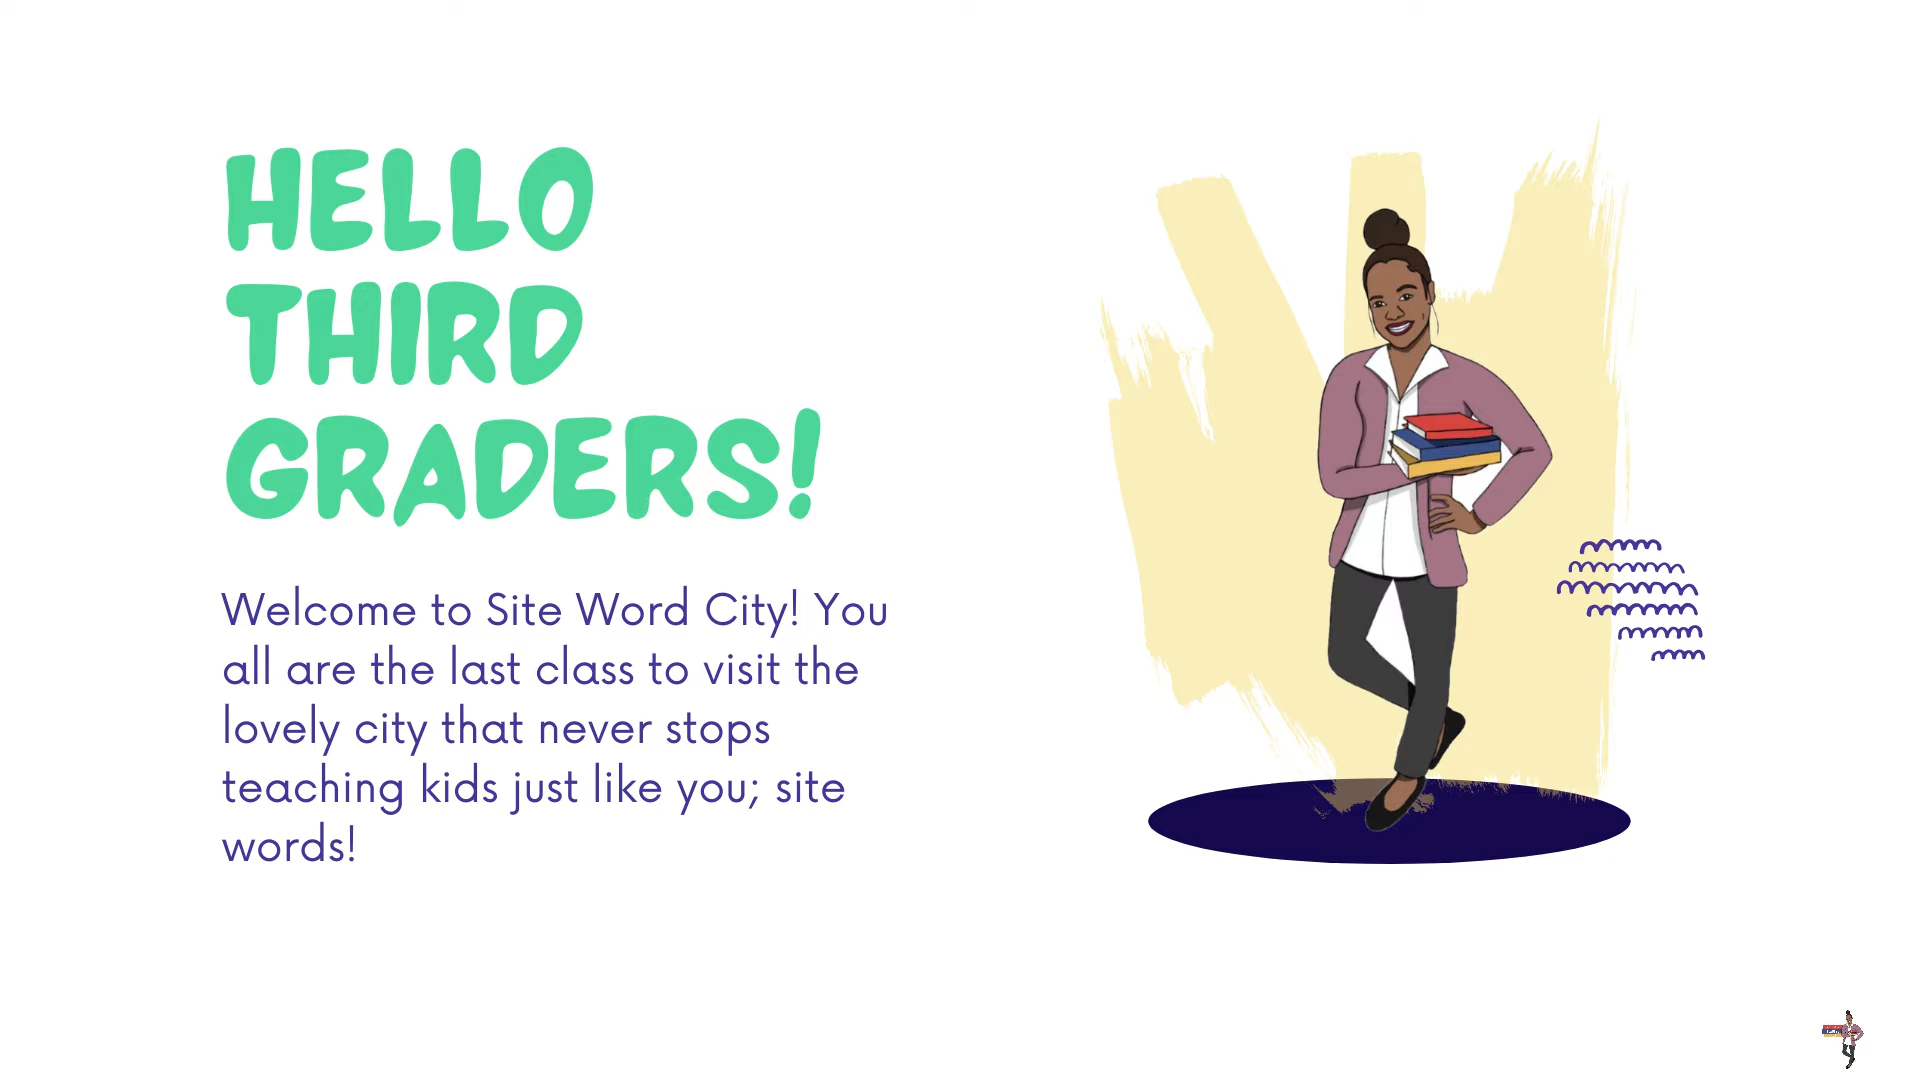 HELLO
THIRD
GRADERS!
Welcome to Site Word City! You
all are the last class to visit the
lovely city that never stops
teaching kids just like you; site
words!